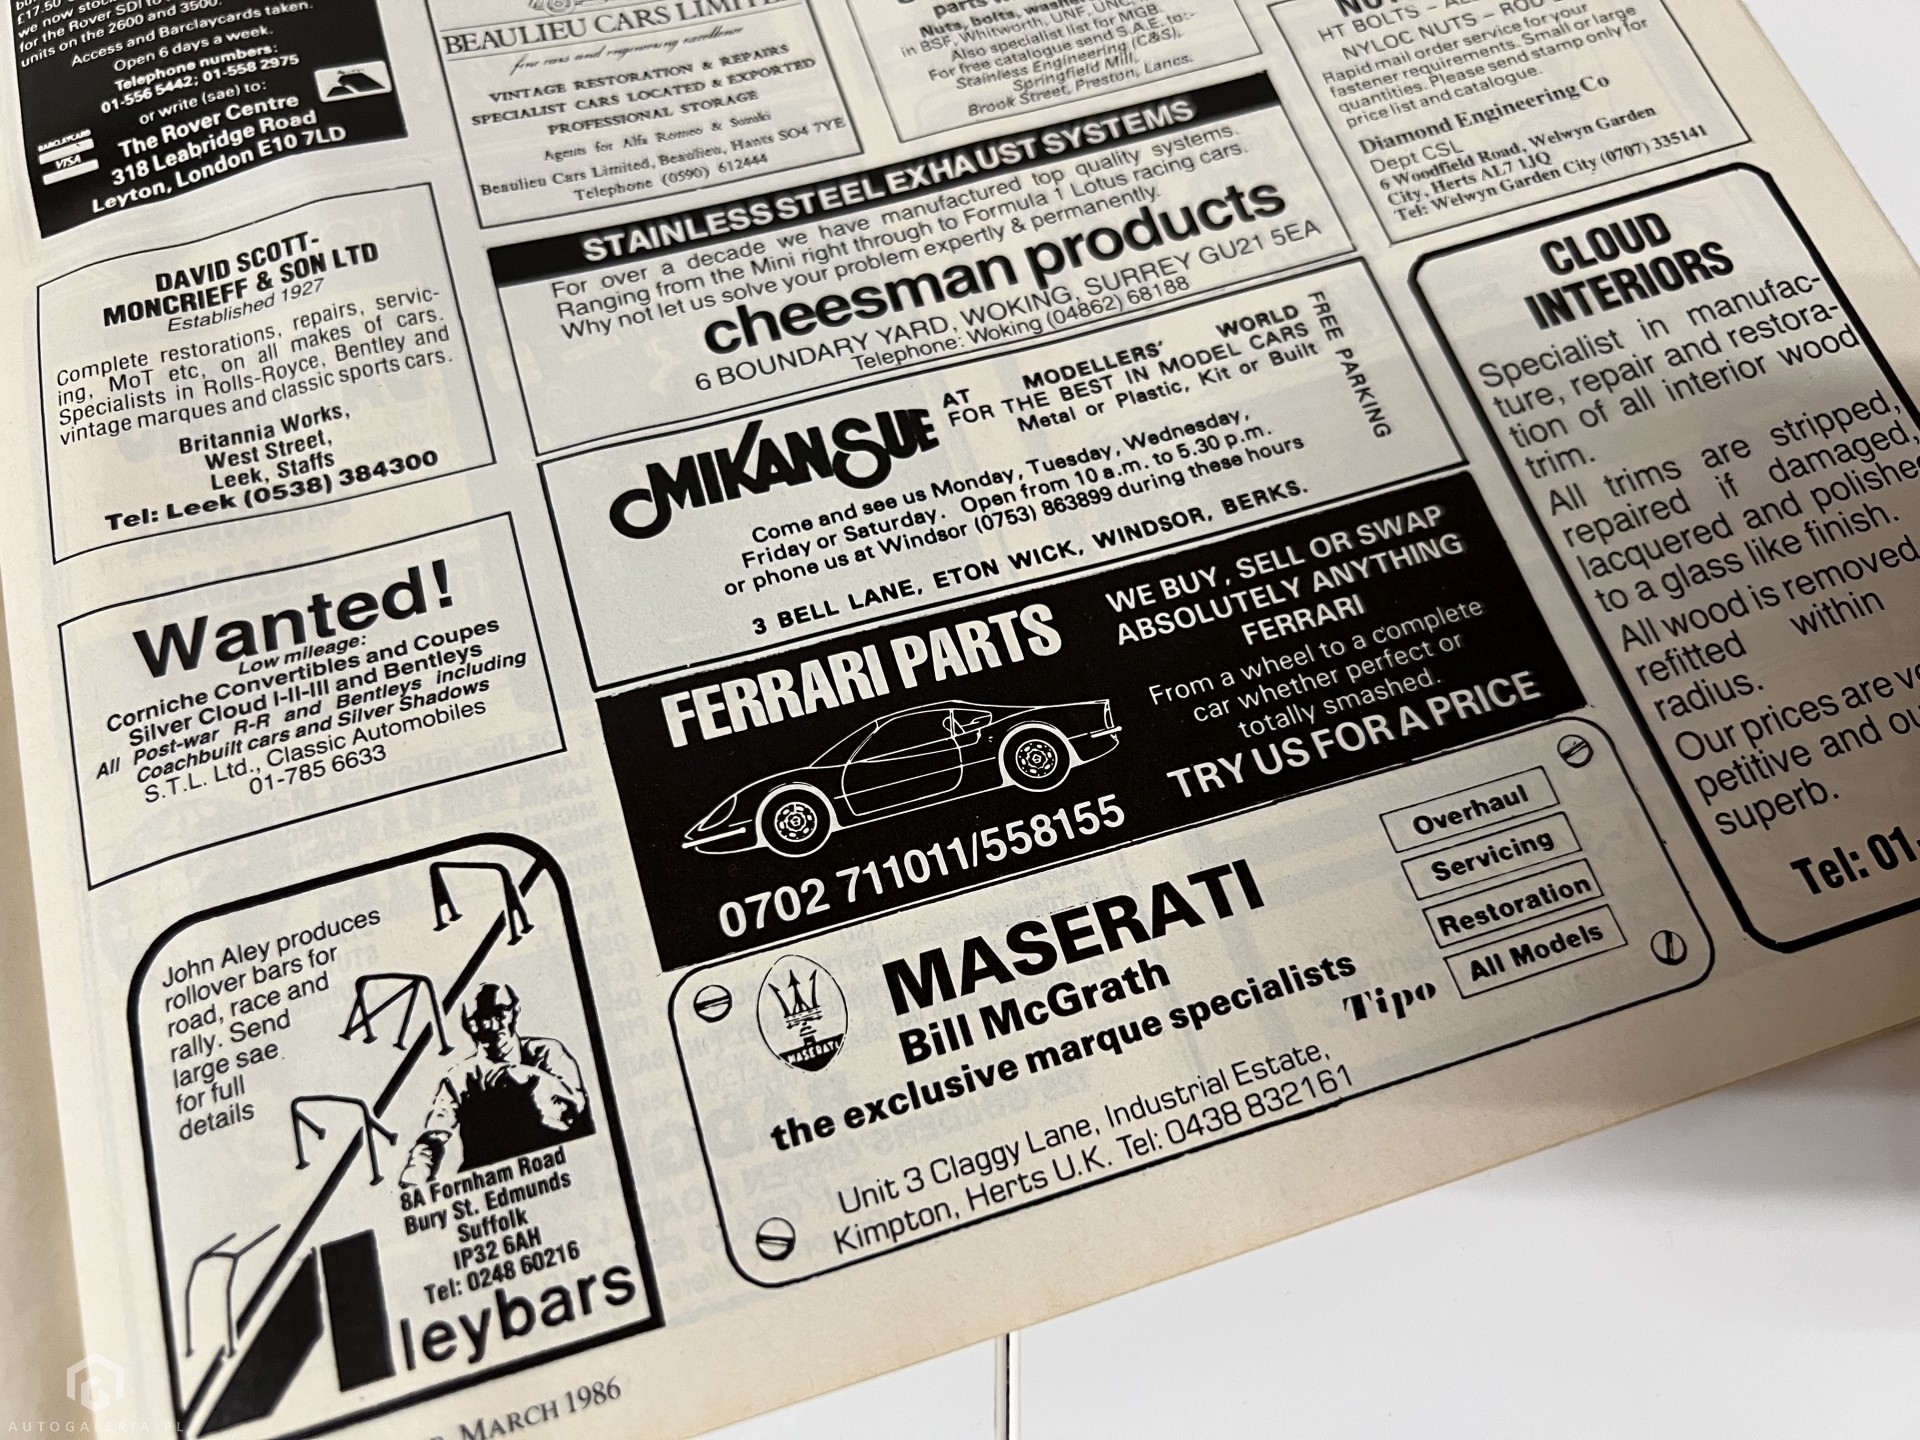 £17.50
we now stock
for the Rover SDI to
units on the 2600 and 3500.
Access and Barclaycards taken.
Open 6 days a week.
Telephone numbers:
01-556 5442; 01-558 2975
or write (sae) to:
The Rover Centre
318 Leabridge Road
Leyton, London E10 7LD
BARCLAYCARD
VISA
BEAULIEU CARS LIMITED
fine cars and engineering excellence
VINTAGE RESTORATION & REPAIRS
SPECIALIST CARS LOCATED & EXPORTED
PROFESSIONAL STORAGE
Agents for Alfa Romeo & Suzuki
Beaulieu Cars Limited, Beaulieu, Hants SO4 7YE
Telephone (0590) 612444
parts
Nuts, bolts, washers
in BSF, Whitworth, UNF, UNC,
Also specialist list for MGB.
For free catalogue send S.A.E. to:-
Stainless Engineering (C&S),
Springfield Mill,
Brook Street, Preston, Lancs.
HT BOLTS –
NYLOC NUTS –
Rapid mail order service for your
fastener requirements. Small or large
quantities. Please send stamp only for
price list and catalogue.
Diamond Engineering Co
Dept CSL
6 Woodfield Road, Welwyn Garden
City, Herts AL7 1JQ
Tel: Welwyn Garden City (0707) 335141
DAVID SCOTT-
MONCRIEFF & SON LTD
Established 1927
Complete restorations, repairs, servic-
ing, MoT etc, on all makes of cars.
Specialists in Rolls-Royce, Bentley and
vintage marques and classic sports cars.
Britannia Works,
West Street,
Leek, Staffs
Tel: Leek (0538) 384300
STAINLESS STEEL EXHAUST SYSTEMS
For over a decade we have manufactured top quality systems.
Ranging from the Mini right through to Formula 1 Lotus racing cars.
Why not let us solve your problem expertly & permanently.
cheesman products
6 BOUNDARY YARD, WOKING, SURREY GU21 5EA
Telephone: Woking (04862) 68188
MIKANSUE
AT MODELLERS' WORLD
FOR THE BEST IN MODEL CARS
Metal or Plastic, Kit or Built
FREE PARKING
Come and see us Monday, Tuesday, Wednesday,
Friday or Saturday. Open from 10 a.m. to 5.30 p.m.
or phone us at Windsor (0753) 863899 during these hours
3 BELL LANE, ETON WICK, WINDSOR, BERKS.
CLOUD
INTERIORS
Specialist in manufac-
ture, repair and restora-
tion of all interior wood
trim.
All trims are stripped,
repaired if damaged,
lacquered and polished
to a glass like finish.
All wood is removed
refitted within
radius.
Our prices are
petitive and
superb.
Tel: 01-
Wanted!
Low mileage:
Corniche Convertibles and Coupes
Silver Cloud I-II-III and Bentleys
All Post-war R-R and Bentleys including
Coachbuilt cars and Silver Shadows
S.T.L. Ltd., Classic Automobiles
01-785 6633
FERRARI PARTS
0702 711011/558155
WE BUY, SELL OR SWAP
ABSOLUTELY ANYTHING
FERRARI
From a wheel to a complete
car whether perfect or
totally smashed.
TRY US FOR A PRICE
John Aley produces
rollover bars for
road, race and
rally. Send
large sae
for full
details
8A Fornham Road
Bury St. Edmunds
Suffolk
IP32 6AH
Tel: 0248 60216
leybars
MASERATI
MASERATI
Bill McGrath
the exclusive marque specialists
Tipo
Overhaul
Servicing
Restoration
All Models
Unit 3 Claggy Lane, Industrial Estate,
Kimpton, Herts U.K. Tel: 0438 832161
MARCH 1986
AUTOGALERIA.PL